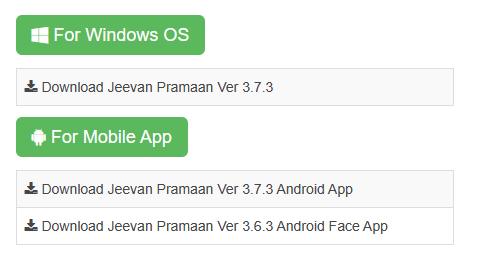 For Windows OS
Download Jeevan Pramaan Ver 3.7.3
For Mobile App
Download Jeevan Pramaan Ver 3.7.3 Android App
Download Jeevan Pramaan Ver 3.6.3 Android Face App